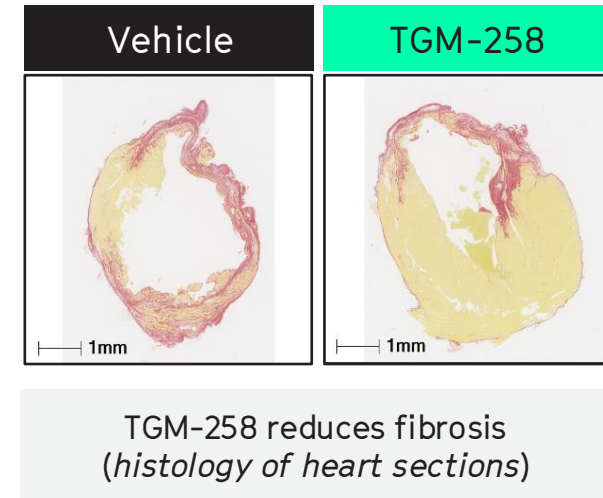 Vehicle
TGM-258
1mm
1mm
TGM-258 reduces fibrosis
(histology of heart sections)